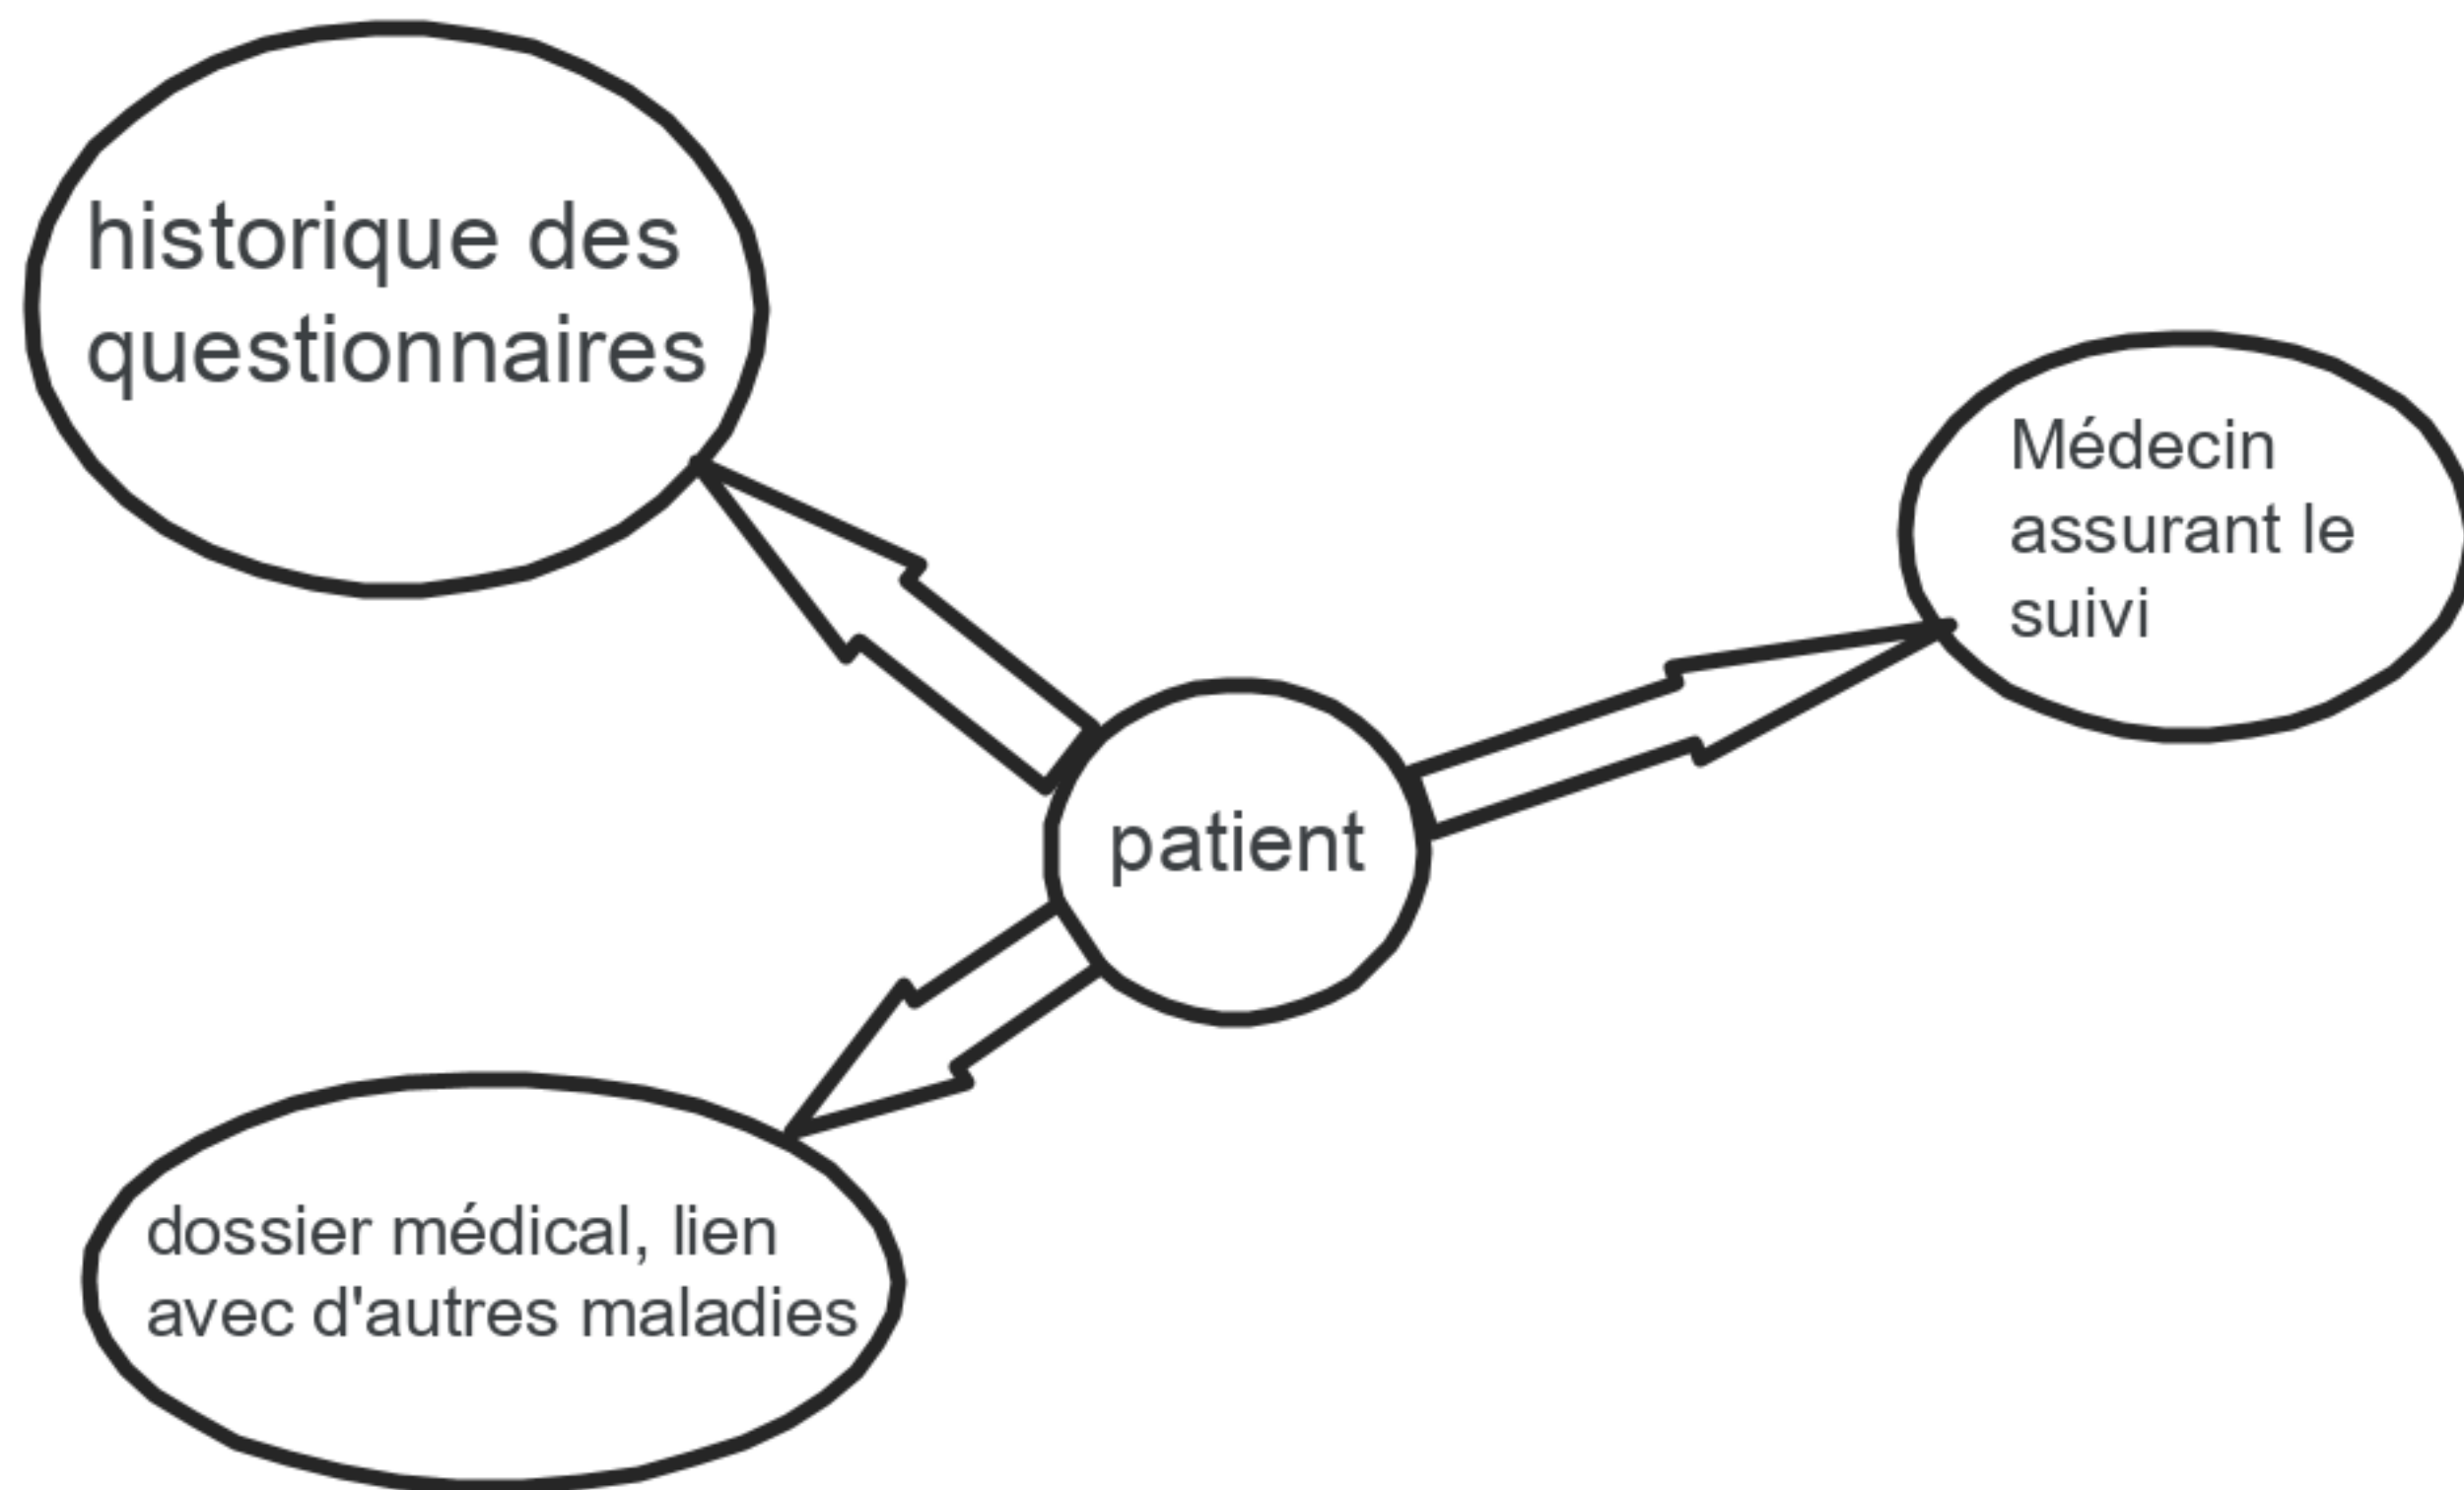 historique des
questionnaires
Médecin
assurant le
suivi
patient
dossier médical, lien
avec d'autres maladies